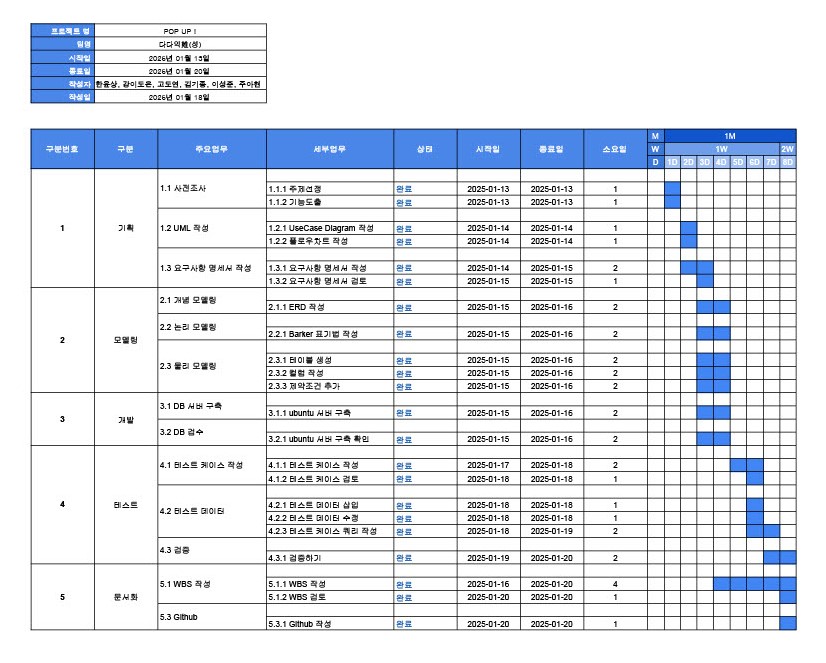 프로젝트 명 POP UP !
팀명 다다익쁌(성)
시작일 2026년 01월 13일
종료일 2026년 01월 20일
작성자 한윤상, 강이도은, 고도연, 김기홍, 이성준, 주아현
작성일 2026년 01월 18일
구분번호 구분 주요업무 세부업무 상태 시작일 종료일 소요일 M 1M
W 1W 2W
D 1D 2D 3D 4D 5D 6D 7D 8D
1 기획
1.1 사전조사
1.1.1 주제선정 완료 2025-01-13 2025-01-13 1
1.1.2 기능도출 완료 2025-01-13 2025-01-13 1
1.2 UML 작성
1.2.1 UseCase Diagram 작성 완료 2025-01-14 2025-01-14 1
1.2.2 플로우차트 작성 완료 2025-01-14 2025-01-14 1
1.3 요구사항 명세서 작성
1.3.1 요구사항 명세서 작성 완료 2025-01-14 2025-01-15 2
1.3.2 요구사항 명세서 검토 완료 2025-01-15 2025-01-15 1
2 모델링
2.1 개념 모델링
2.1.1 ERD 작성 완료 2025-01-15 2025-01-16 2
2.2 논리 모델링
2.2.1 Barker 표기법 작성 완료 2025-01-15 2025-01-16 2
2.3 물리 모델링
2.3.1 테이블 생성 완료 2025-01-15 2025-01-16 2
2.3.2 컬럼 작성 완료 2025-01-15 2025-01-16 2
2.3.3 제약조건 추가 완료 2025-01-15 2025-01-16 2
3 개발
3.1 DB 서버 구축
3.1.1 ubuntu 서버 구축 완료 2025-01-15 2025-01-16 2
3.2 DB 검수
3.2.1 ubuntu 서버 구축 확인 완료 2025-01-15 2025-01-16 2
4 테스트
4.1 테스트 케이스 작성
4.1.1 테스트 케이스 작성 완료 2025-01-17 2025-01-18 2
4.1.2 테스트 케이스 검토 완료 2025-01-18 2025-01-18 1
4.2 테스트 데이터
4.2.1 테스트 데이터 삽입 완료 2025-01-18 2025-01-18 1
4.2.2 테스트 데이터 수정 완료 2025-01-18 2025-01-18 1
4.2.3 테스트 케이스 쿼리 작성 완료 2025-01-18 2025-01-19 2
4.3 검증
4.3.1 검증하기 완료 2025-01-19 2025-01-20 2
5 문서화
5.1 WBS 작성
5.1.1 WBS 작성 완료 2025-01-16 2025-01-20 4
5.1.2 WBS 검토 완료 2025-01-20 2025-01-20 1
5.3 Github
5.3.1 Github 작성 완료 2025-01-20 2025-01-20 1